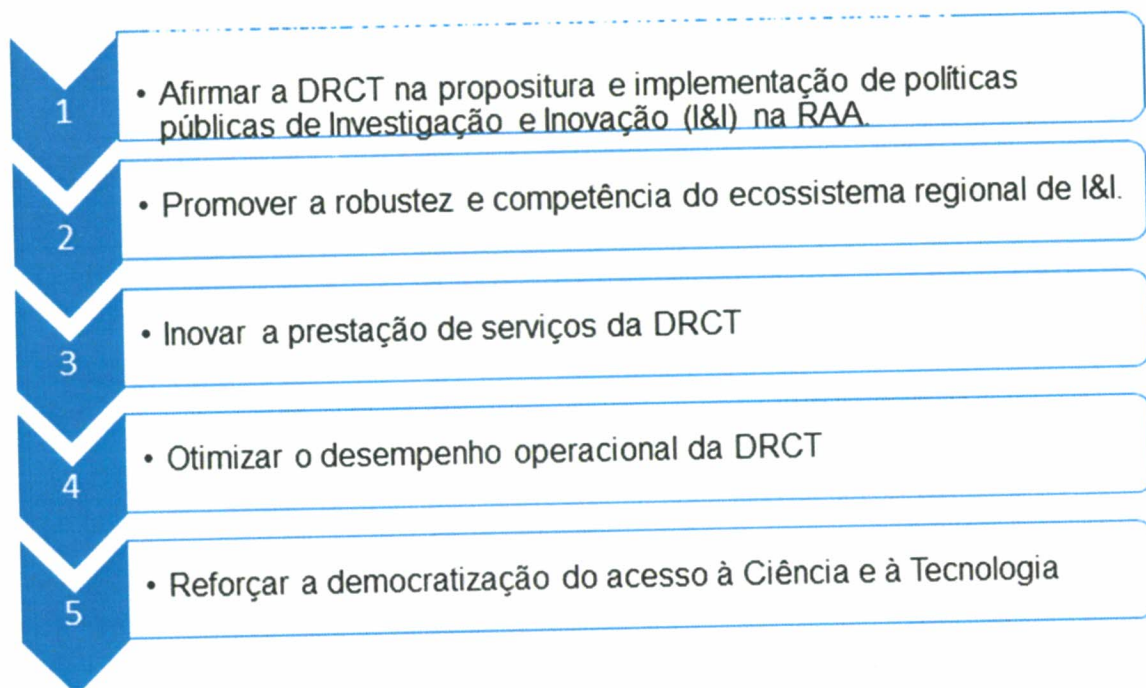 1
• Afirmar a DRCT na propositura e implementação de políticas
públicas de Investigação e Inovação (I&I) na RAA.
2
• Promover a robustez e competência do ecossistema regional de I&I.
3
• Inovar a prestação de serviços da DRCT
4
• Otimizar o desempenho operacional da DRCT
5
• Reforçar a democratização do acesso à Ciência e à Tecnologia